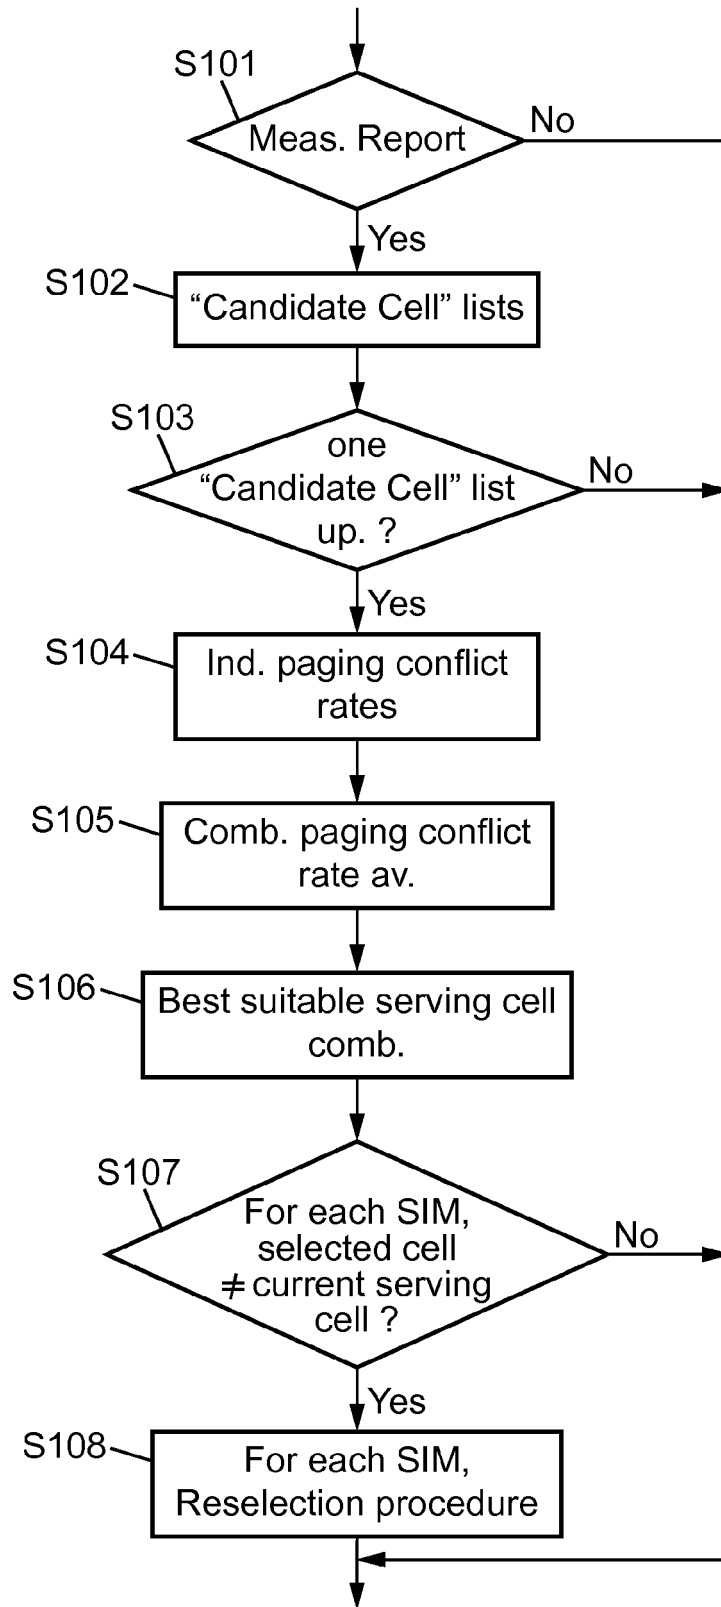 S101
Meas. Report
No
Yes
S102
“Candidate Cell” lists
S103
one
“Candidate Cell” list
up. ?
No
Yes
S104
Ind. paging conflict
rates
S105
Comb. paging conflict
rate av.
S106
Best suitable serving cell
comb.
S107
For each SIM,
selected cell
≠ current serving
cell ?
No
Yes
S108
For each SIM,
Reselection procedure